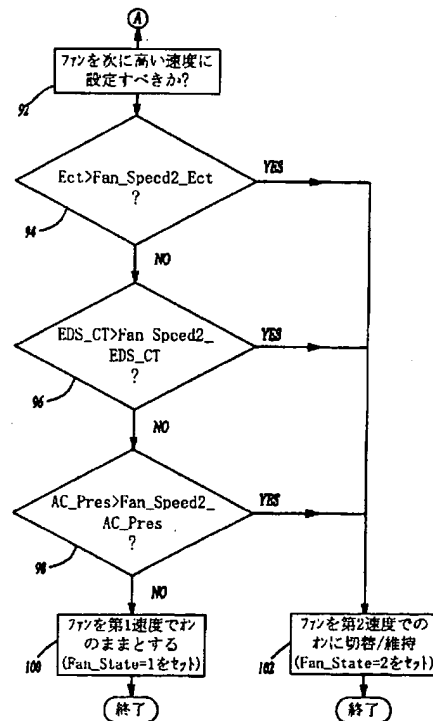 A
ファンを次に高い速度に
設定すべきか?
92
Ect>Fan_Speed2_Ect
?
YES
94
NO
EDS_CT>Fan Speed2_
EDS_CT
?
YES
96
NO
AC_Pres>Fan_Speed2_
AC_Pres
?
YES
98
NO
ファンを第1速度でオン
のままとする
(Fan_State=1をセット)
100
終了
ファンを第2速度での
オンに切替/維持
(Fan_State=2をセット)
102
終了